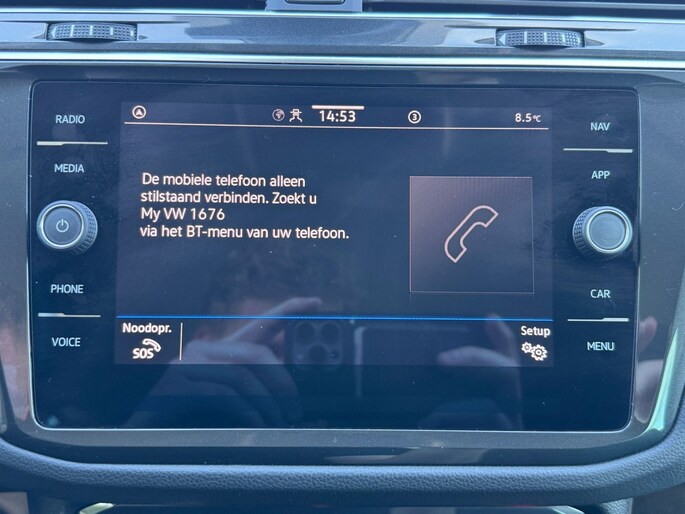 RADIO
MEDIA
PHONE
VOICE
14:53
3
8.5°C
De mobiele telefoon alleen
stilstaand verbinden. Zoekt u
My VW 1676
via het BT-menu van uw telefoon.
Noodopr.
SOS
Setup
NAV
APP
CAR
MENU